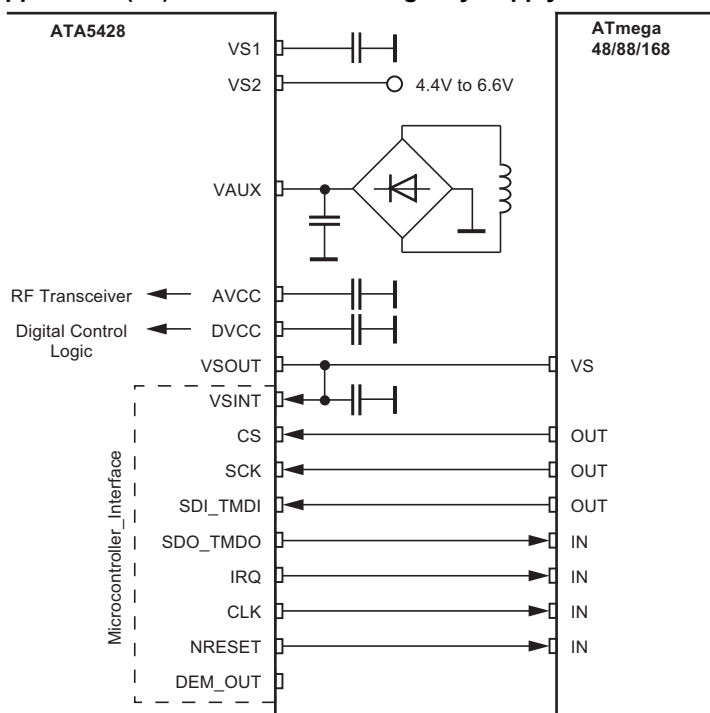 ATA5428
ATmega
48/88/168
VS1
VS2
4.4V to 6.6V
VAUX
RF Transceiver
AVCC
Digital Control
Logic
DVCC
VSOUT
VS
VSINT
CS
OUT
SCK
OUT
SDI_TMDI
OUT
SDO_TMDO
IN
IRQ
IN
CLK
IN
NRESET
IN
DEM_OUT
Microcontroller_Interface